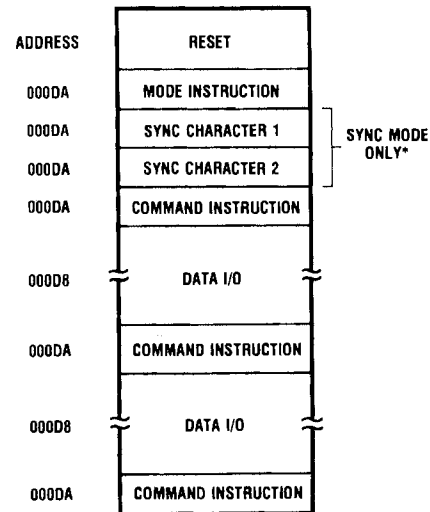 ADDRESS RESET
000DA MODE INSTRUCTION
000DA SYNC CHARACTER 1
000DA SYNC CHARACTER 2
SYNC MODE
ONLY*
000DA COMMAND INSTRUCTION
000D8 DATA I/O
000DA COMMAND INSTRUCTION
000D8 DATA I/O
000DA COMMAND INSTRUCTION